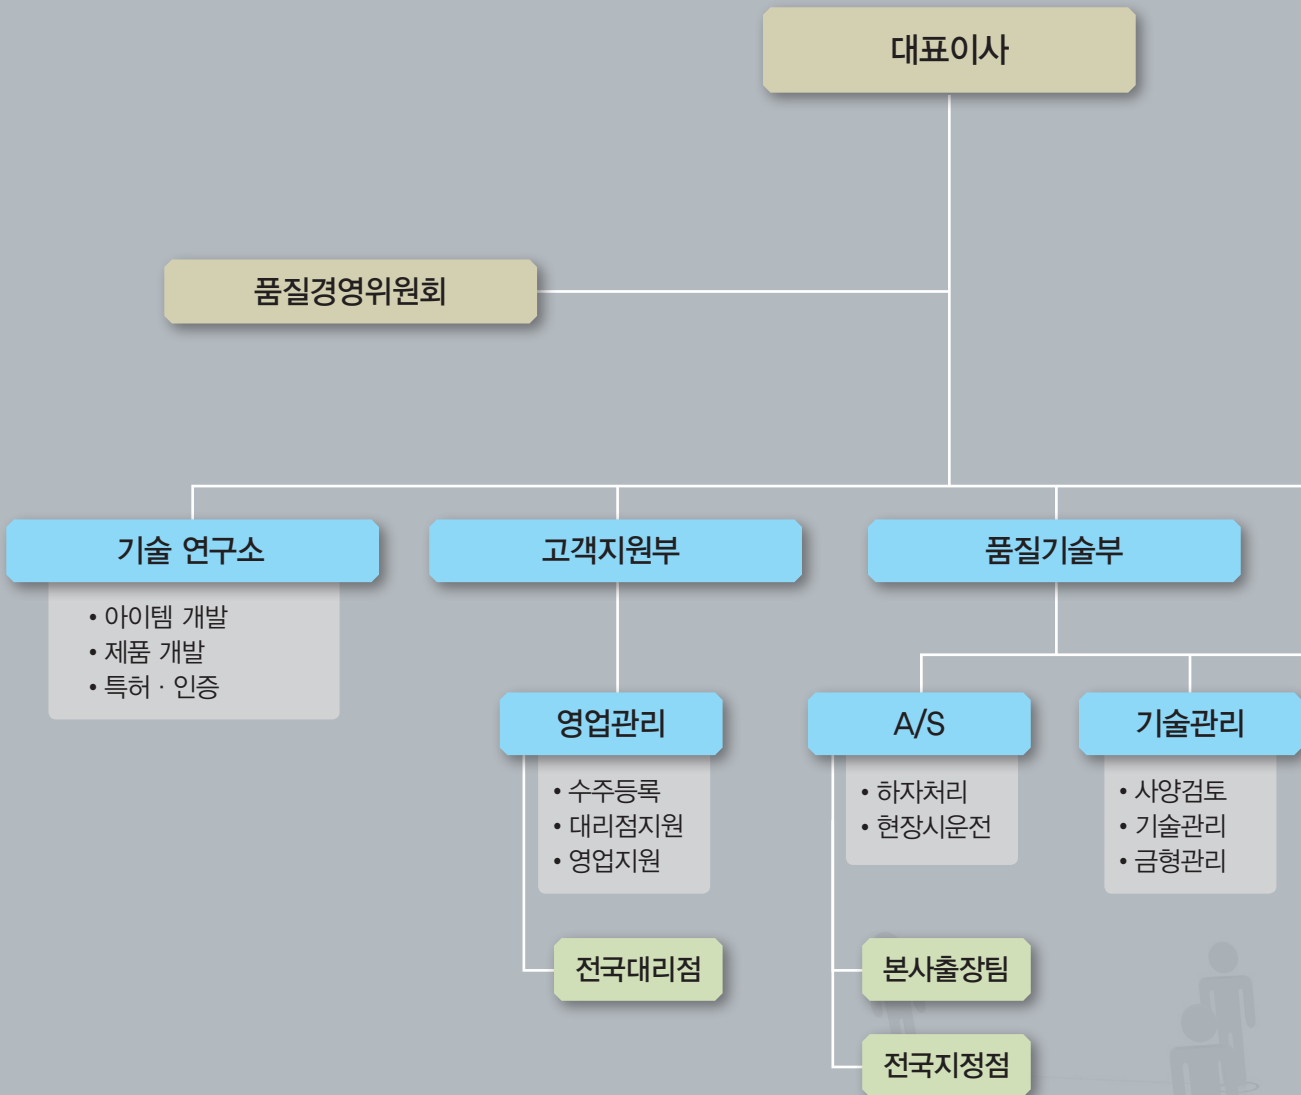 대표이사
품질경영위원회
기술 연구소
• 아이템 개발
• 제품 개발
• 특허 · 인증
고객지원부
영업관리
• 수주등록
• 대리점지원
• 영업지원
전국대리점
품질기술부
A/S
• 하자처리
• 현장시운전
본사출장팀
전국지정점
기술관리
• 사양검토
• 기술관리
• 금형관리